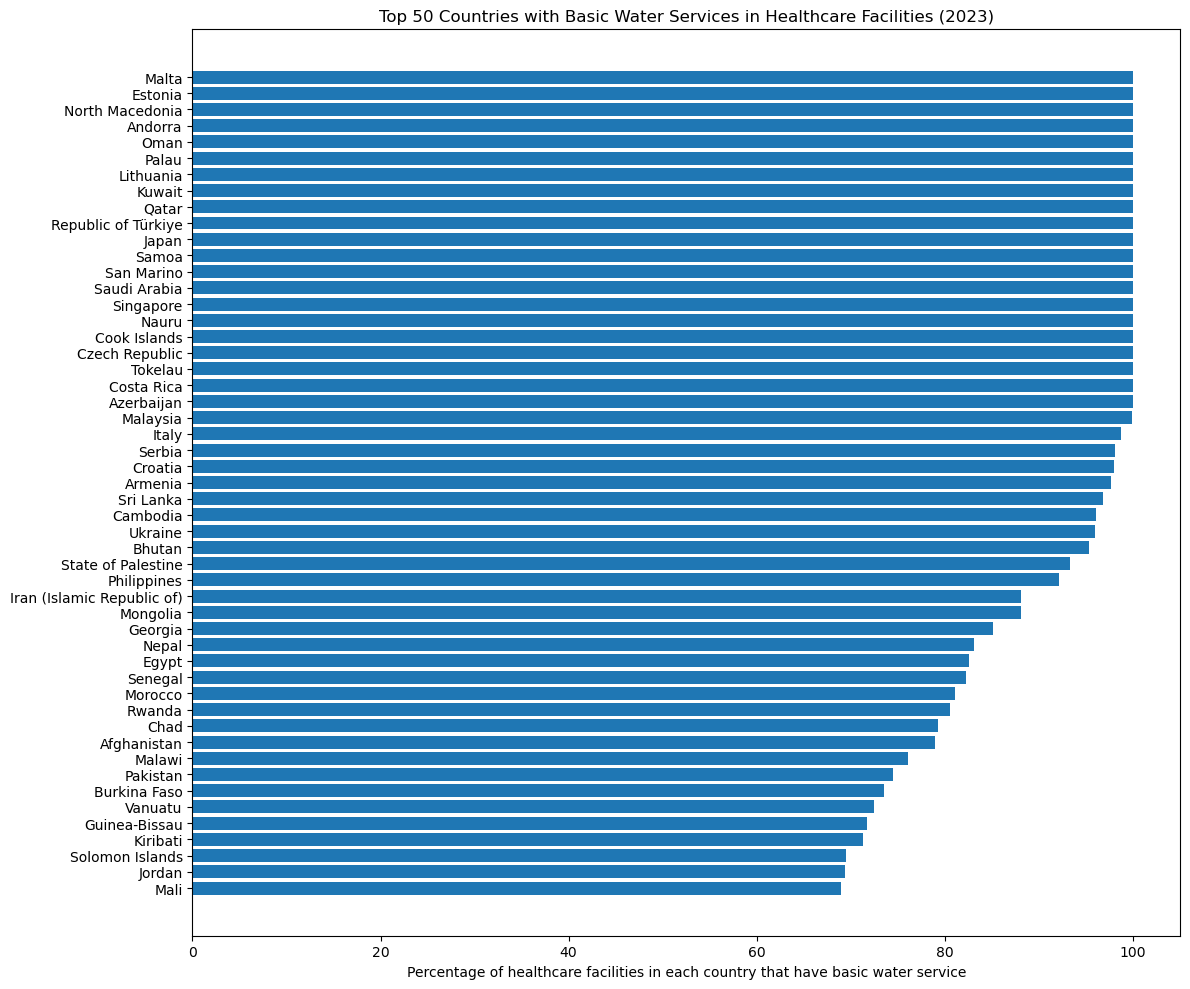 Top 50 Countries with Basic Water Services in Healthcare Facilities (2023)
Malta
Estonia
North Macedonia
Andorra
Oman
Palau
Lithuania
Kuwait
Qatar
Republic of Türkiye
Japan
Samoa
San Marino
Saudi Arabia
Singapore
Nauru
Cook Islands
Czech Republic
Tokelau
Costa Rica
Azerbaijan
Malaysia
Italy
Serbia
Croatia
Armenia
Sri Lanka
Cambodia
Ukraine
Bhutan
State of Palestine
Philippines
Iran (Islamic Republic of)
Mongolia
Georgia
Nepal
Egypt
Senegal
Morocco
Rwanda
Chad
Afghanistan
Malawi
Pakistan
Burkina Faso
Vanuatu
Guinea-Bissau
Kiribati
Solomon Islands
Jordan
Mali
0 20 40 60 80 100
Percentage of healthcare facilities in each country that have basic water service